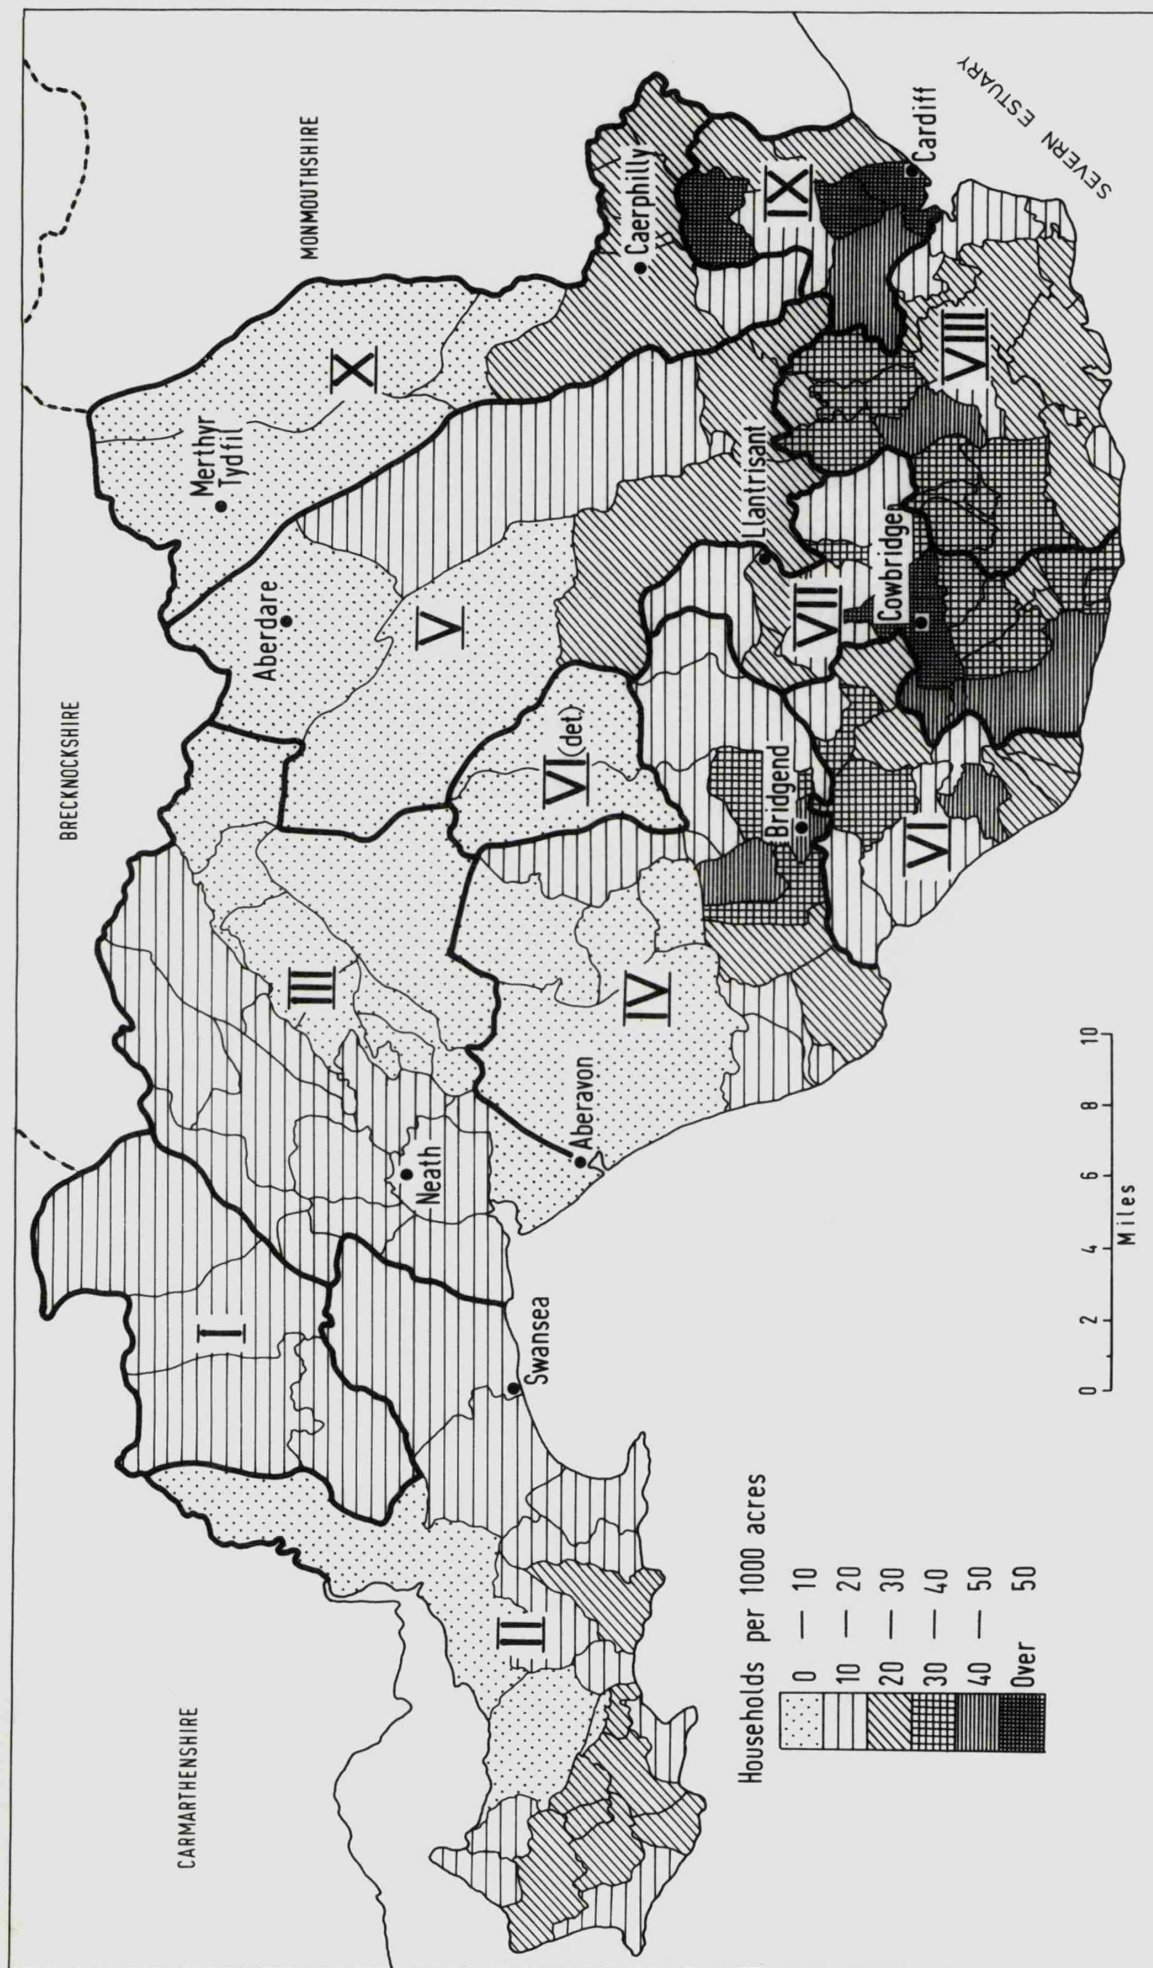 CARMARTHENSHIRE
BRECKNOCKSHIRE
MONMOUTHSHIRE
SEVERN ESTUARY
I
II
III
IV
V
VI (det.)
VI
VII
VIII
IX
X
Merthyr
Tydfil
Aberdare
Caerphilly
Cardiff
Llantrisant
Cowbridge
Bridgend
Neath
Aberavon
Swansea
Households per 1000 acres
0 — 10
10 — 20
20 — 30
30 — 40
40 — 50
Over 50
0 2 4 6 8 10
Miles